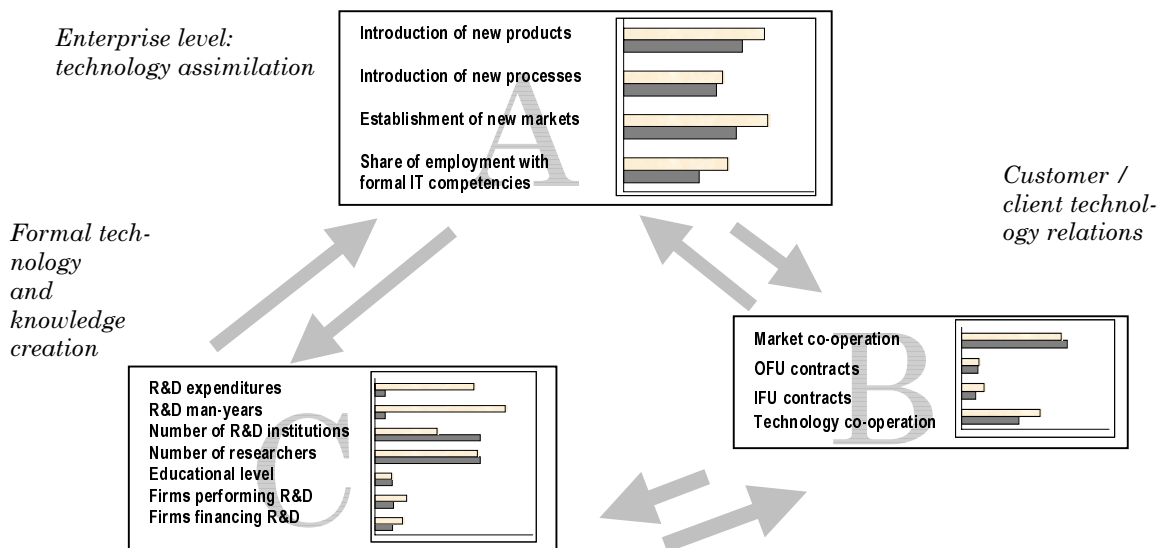 Enterprise level:
technology assimilation
Introduction of new products
Introduction of new processes
Establishment of new markets
Share of employment with
formal IT competencies
A
Customer /
client technol-
ogy relations
Formal tech-
nology
and
knowledge
creation
Market co-operation
OFU contracts
IFU contracts
Technology co-operation
B
R&D expenditures
R&D man-years
Number of R&D institutions
Number of researchers
Educational level
Firms performing R&D
Firms financing R&D
C